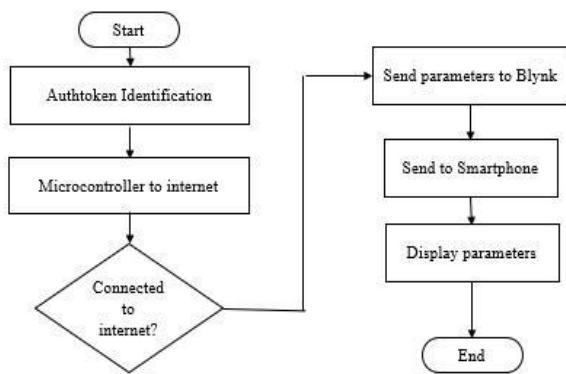 Start
Authtoken Identification
Microcontroller to internet
Connected
to
internet?
Send parameters to Blynk
Send to Smartphone
Display parameters
End